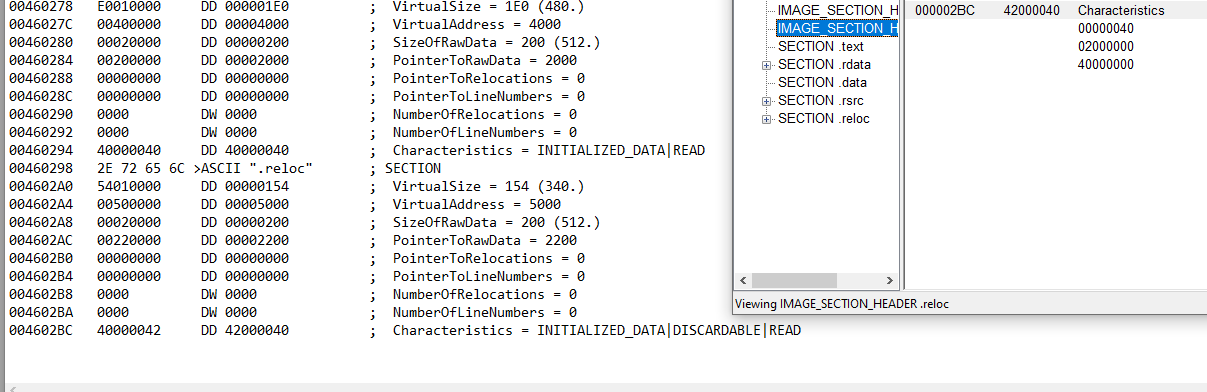 00460278 E0010000 DD 000001E0 ; VirtualSize = 1E0 (480.)
0046027C 00400000 DD 00004000 ; VirtualAddress = 4000
00460280 00020000 DD 00000200 ; SizeOfRawData = 200 (512.)
00460284 00200000 DD 00002000 ; PointerToRawData = 2000
00460288 00000000 DD 00000000 ; PointerToRelocations = 0
0046028C 00000000 DD 00000000 ; PointerToLineNumbers = 0
00460290 0000 DW 0000 ; NumberOfRelocations = 0
00460292 0000 DW 0000 ; NumberOfLineNumbers = 0
00460294 40000040 DD 40000040 ; Characteristics = INITIALIZED_DATA|READ
00460298 2E 72 65 6C >ASCII ".reloc" ; SECTION
004602A0 54010000 DD 00000154 ; VirtualSize = 154 (340.)
004602A4 00500000 DD 00005000 ; VirtualAddress = 5000
004602A8 00020000 DD 00000200 ; SizeOfRawData = 200 (512.)
004602AC 00220000 DD 00002200 ; PointerToRawData = 2200
004602B0 00000000 DD 00000000 ; PointerToRelocations = 0
004602B4 00000000 DD 00000000 ; PointerToLineNumbers = 0
004602B8 0000 DW 0000 ; NumberOfRelocations = 0
004602BA 0000 DW 0000 ; NumberOfLineNumbers = 0
004602BC 40000042 DD 42000040 ; Characteristics = INITIALIZED_DATA|DISCARDABLE|READ
IMAGE_SECTION_H
IMAGE_SECTION_H
SECTION .text
SECTION .rdata
SECTION .data
SECTION .rsrc
SECTION .reloc
000002BC 42000040 Characteristics
00000040
02000000
40000000
Viewing IMAGE_SECTION_HEADER .reloc